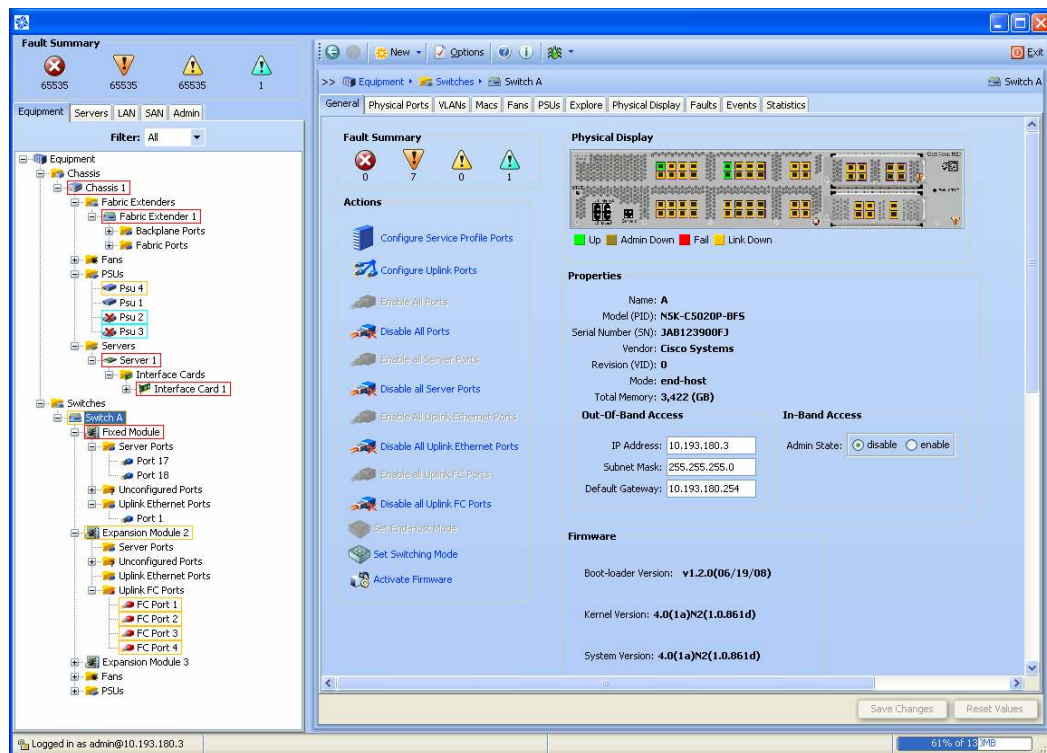 Fault Summary
65535 65535 65535 1
Equipment Servers LAN SAN Admin
Filter: All
Equipment
Chassis
Chassis 1
Fabric Extenders
Fabric Extender 1
Backplane Ports
Fabric Ports
Fans
PSUs
Psu 4
Psu 1
Psu 2
Psu 3
Servers
Server 1
Interface Cards
Interface Card 1
Switches
Switch A
Fixed Module
Server Ports
Port 17
Port 18
Unconfigured Ports
Uplink Ethernet Ports
Port 1
Expansion Module 2
Server Ports
Unconfigured Ports
Uplink Ethernet Ports
Uplink FC Ports
FC Port 1
FC Port 2
FC Port 3
FC Port 4
Expansion Module 3
Fans
PSUs
New Options Exit
>> Equipment Switches Switch A Switch A
General Physical Ports VLANs Macs Fans PSUs Explore Physical Display Faults Events Statistics
Fault Summary
0 7 0 1
Actions
Configure Service Profile Ports
Configure Uplink Ports
Enable All Ports
Disable All Ports
Enable all Server Ports
Disable all Server Ports
Enable All Uplink Ethernet Ports
Disable All Uplink Ethernet Ports
Enable all Uplink FC Ports
Disable all Uplink FC Ports
Set End-Host Mode
Set Switching Mode
Activate Firmware
Physical Display
Up Admin Down Fail Link Down
Properties
Name: A
Model (PID): N5K-C5020P-BFS
Serial Number (SN): JAB123900FJ
Vendor: Cisco Systems
Revision (VID): 0
Mode: end-host
Total Memory: 3,422 (GB)
Out-Of-Band Access In-Band Access
IP Address: 10.193.180.3 Admin State: disable enable
Subnet Mask: 255.255.255.0
Default Gateway: 10.193.180.254
Firmware
Boot-loader Version: v1.2.0(06/19/08)
Kernel Version: 4.0(1a)N2(1.0.861d)
System Version: 4.0(1a)N2(1.0.861d)
Save Changes Reset Values
Logged in as admin@10.193.180.3 61% of 130MB